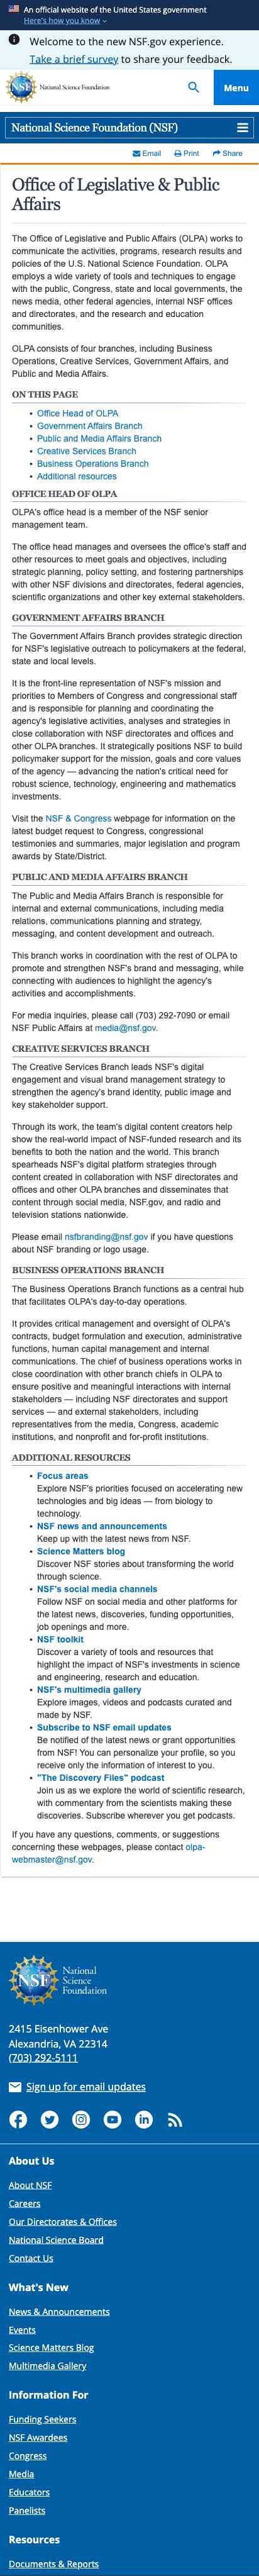 An official website of the United States government
Here's how you know
Welcome to the new NSF.gov experience.
Take a brief survey to share your feedback.
NSF National Science Foundation
Menu
National Science Foundation (NSF)
Email Print Share
Office of Legislative & Public
Affairs
The Office of Legislative and Public Affairs (OLPA) works to
communicate the activities, programs, research results and
policies of the U.S. National Science Foundation. OLPA
employs a wide variety of tools and techniques to engage
with the public, Congress, state and local governments, the
news media, other federal agencies, internal NSF offices
and directorates, and the research and education
communities.
OLPA consists of four branches, including Business
Operations, Creative Services, Government Affairs, and
Public and Media Affairs.
ON THIS PAGE
• Office Head of OLPA
• Government Affairs Branch
• Public and Media Affairs Branch
• Creative Services Branch
• Business Operations Branch
• Additional resources
OFFICE HEAD OF OLPA
OLPA's office head is a member of the NSF senior
management team.
The office manages and oversees the office's staff and
other resources to meet goals and objectives, including
strategic planning, policy setting, and fostering partnerships
with other NSF divisions and directorates, federal agencies,
scientific organizations and other key external stakeholders.
GOVERNMENT AFFAIRS BRANCH
The Government Affairs Branch provides strategic direction
for NSF's legislative outreach to policymakers at the federal,
state and local levels.
It is the front-line representation of NSF's mission and
priorities to Members of Congress and congressional staff
and is responsible for planning and coordinating the
agency's legislative activities, analyses and strategies in
close collaboration with NSF directorates and offices and
other OLPA branches. It strategically positions NSF to build
policymaker support for the mission, goals and core values
of the agency — advancing the nation's critical need for
robust science, technology, engineering and mathematics
investments.
Visit the NSF & Congress webpage for information on the
latest budget request to Congress, congressional
testimonies and summaries, major legislation and program
awards by State/District.
PUBLIC AND MEDIA AFFAIRS BRANCH
The Public and Media Affairs Branch is responsible for
internal and external communications, including media
relations, communications planning and strategy,
messaging, and content development and outreach.
This branch works in coordination with the rest of OLPA to
promote and strengthen NSF's brand and messaging, while
connecting with audiences to highlight the agency's
activities and accomplishments.
For media inquiries, please call (703) 292-7090 or email
NSF Public Affairs at media@nsf.gov.
CREATIVE SERVICES BRANCH
The Creative Services Branch leads NSF's digital
engagement and visual brand management strategy to
strengthen the agency's brand identity, public image and
key stakeholder support.
Through its work, the team's digital content creators help
show the real-world impact of NSF-funded research and its
benefits to both the nation and the world. This branch
spearheads NSF's digital platform strategies through
content created in collaboration with NSF directorates and
offices and other OLPA branches and disseminates that
content through social media, NSF.gov, and radio and
television stations nationwide.
Please email nsfbranding@nsf.gov if you have questions
about NSF branding or logo usage.
BUSINESS OPERATIONS BRANCH
The Business Operations Branch functions as a central hub
that facilitates OLPA's day-to-day operations.
It provides critical management and oversight of OLPA's
contracts, budget formulation and execution, administrative
functions, human capital management and internal
communications. The chief of business operations works in
close coordination with other branch chiefs in OLPA to
ensure positive and meaningful interactions with internal
stakeholders — including NSF directorates and support
services — and external stakeholders, including
representatives from the media, Congress, academic
institutions, and nonprofit and for-profit institutions.
ADDITIONAL RESOURCES
• Focus areas
Explore NSF's priorities focused on accelerating new
technologies and big ideas — from biology to
technology.
• NSF news and announcements
Keep up with the latest news from NSF.
• Science Matters blog
Discover NSF stories about transforming the world
through science.
• NSF's social media channels
Follow NSF on social media and other platforms for
the latest news, discoveries, funding opportunities,
job openings and more.
• NSF toolkit
Discover a variety of tools and resources that
highlight the impact of NSF's investments in science
and engineering, research and education.
• NSF's multimedia gallery
Explore images, videos and podcasts curated and
made by NSF.
• Subscribe to NSF email updates
Be notified of the latest news or grant opportunities
from NSF! You can personalize your profile, so you
receive only the information of interest to you.
• "The Discovery Files" podcast
Join us as we explore the world of scientific research,
with commentary from the scientists making these
discoveries. Subscribe wherever you get podcasts.
If you have any questions, comments, or suggestions
concerning these webpages, please contact olpa-
webmaster@nsf.gov.
NSF
National
Science
Foundation
2415 Eisenhower Ave
Alexandria, VA 22314
(703) 292-5111
Sign up for email updates
About Us
About NSF
Careers
Our Directorates & Offices
National Science Board
Contact Us
What's New
News & Announcements
Events
Science Matters Blog
Multimedia Gallery
Information For
Funding Seekers
NSF Awardees
Congress
Media
Educators
Panelists
Resources
Documents & Reports